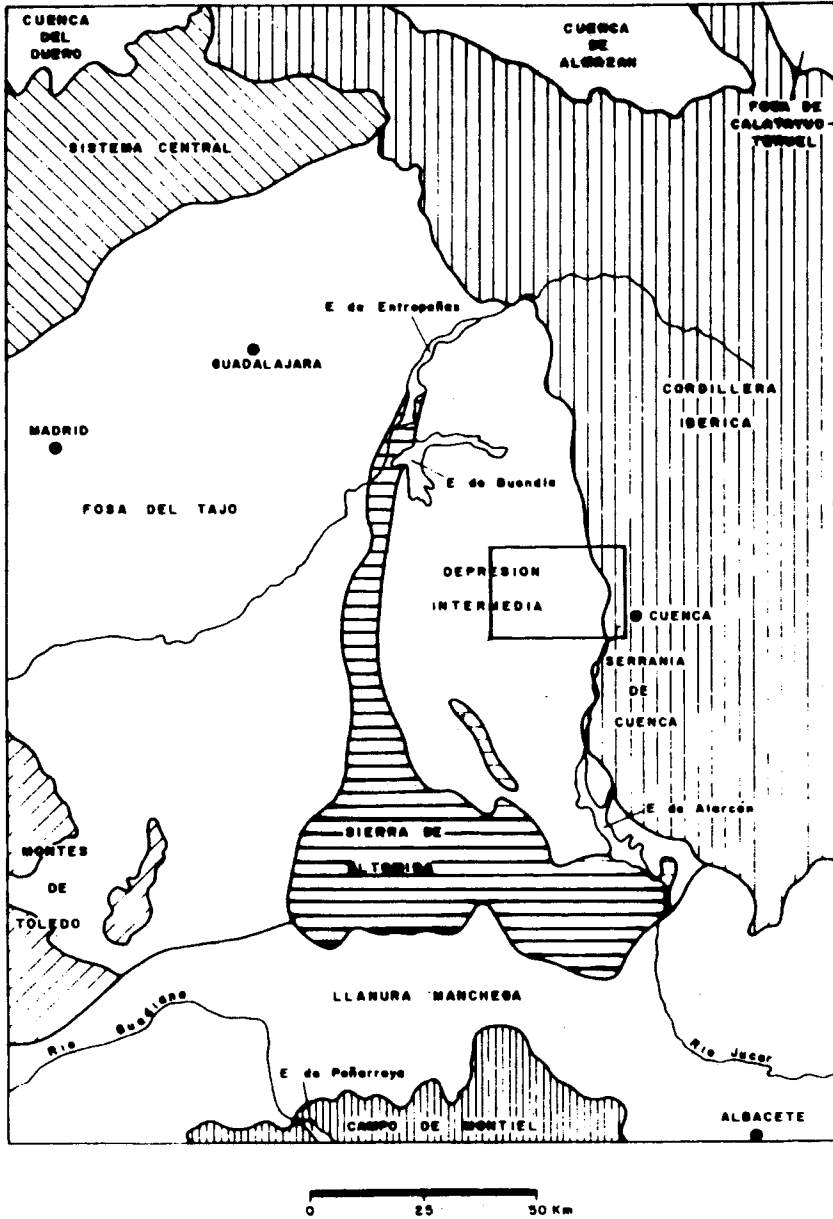 CUENCA
DEL
DUERO
CUENCA
DE
ALMAZAN
FOSA DE
CALATAYUD-
TERUEL
SISTEMA CENTRAL
E de Entrepeñas
GUADALAJARA
CORDILLERA
IBERICA
MADRID
E de Buendía
FOSA DEL TAJO
DEPRESION
INTERMEDIA
CUENCA
SERRANIA
DE
CUENCA
E de Alarcón
SIERRA DE
ALTOMIRA
MONTES
DE
TOLEDO
LLANURA MANCHEGA
Rio Guadiana
Rio Jucar
E de Peñarroya
CAMPO DE MONTIEL
ALBACETE
0 25 50 Km